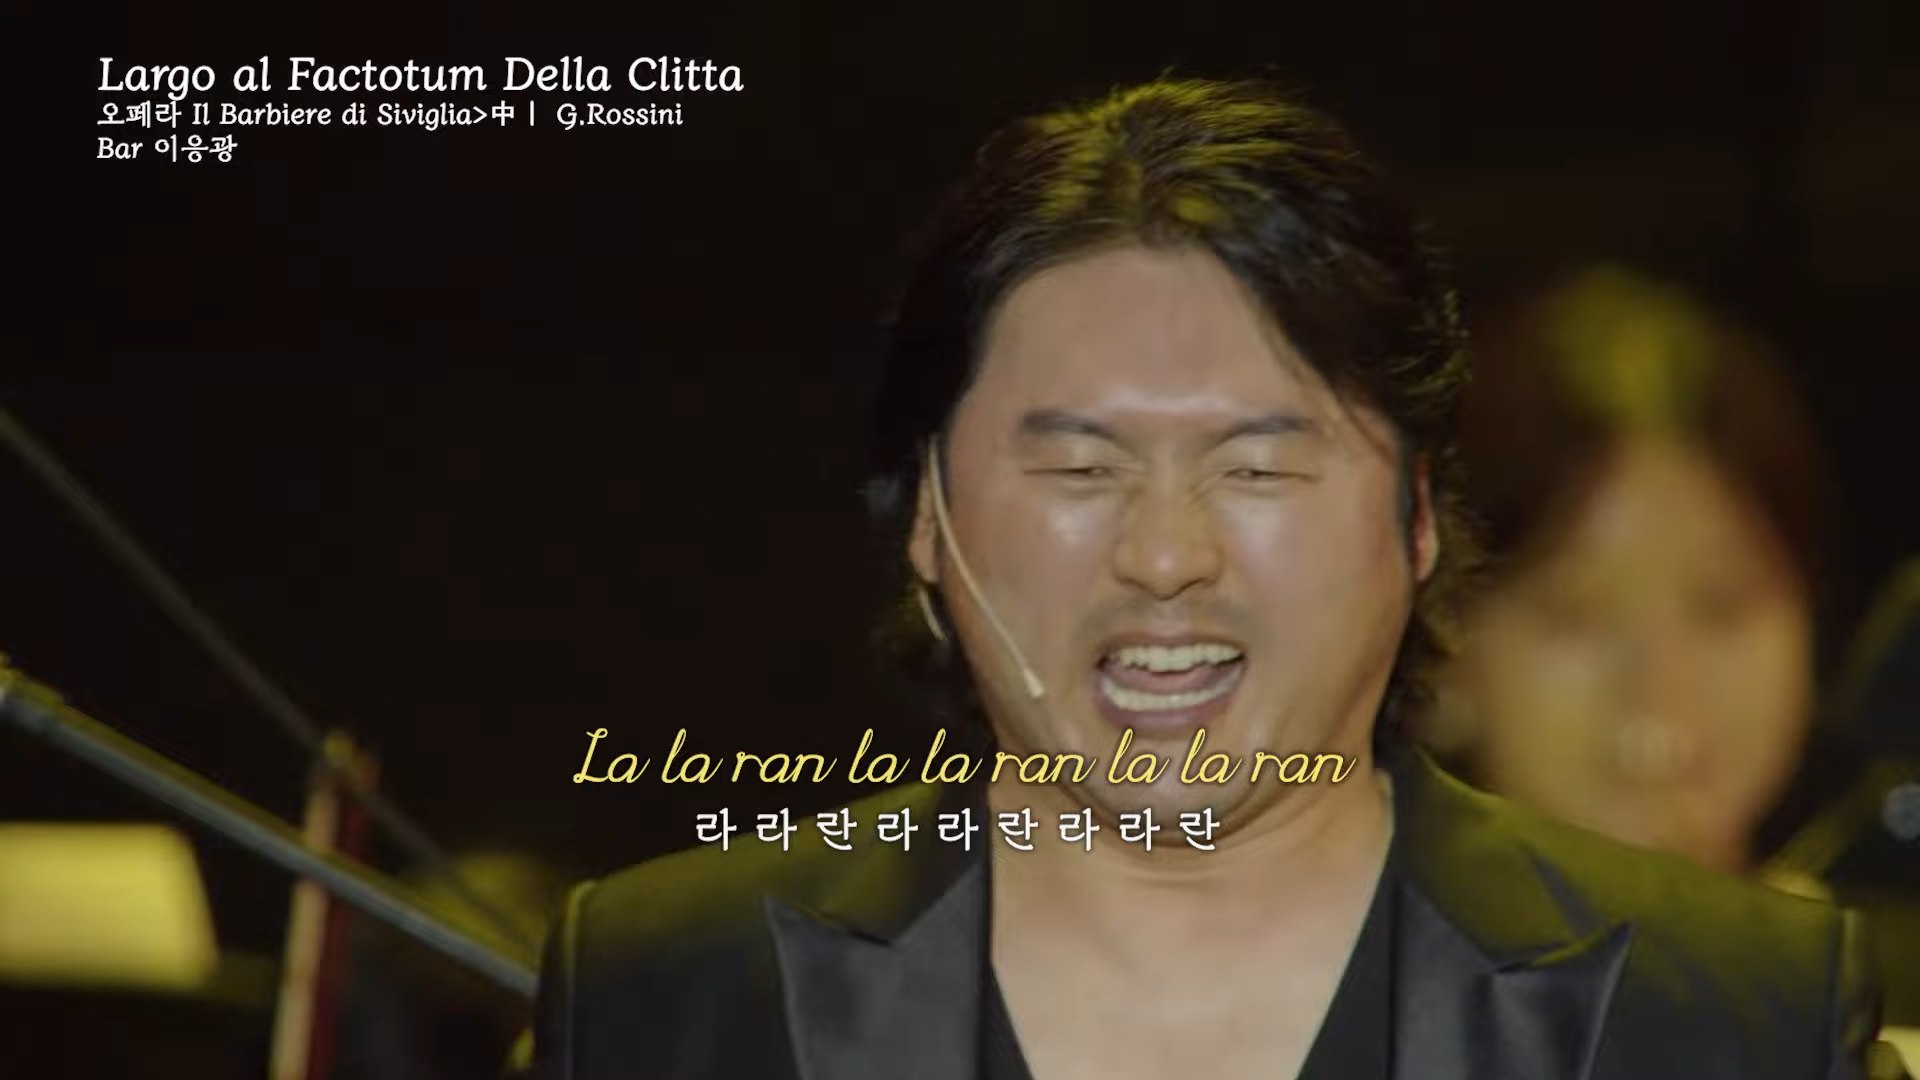 Largo al Factotum Della Clitta
오페라 Il Barbiere di Siviglia>中 | G.Rossini
Bar 이응광
La la ran la la ran la la ran
라 라 란 라 라 란 라 라 란